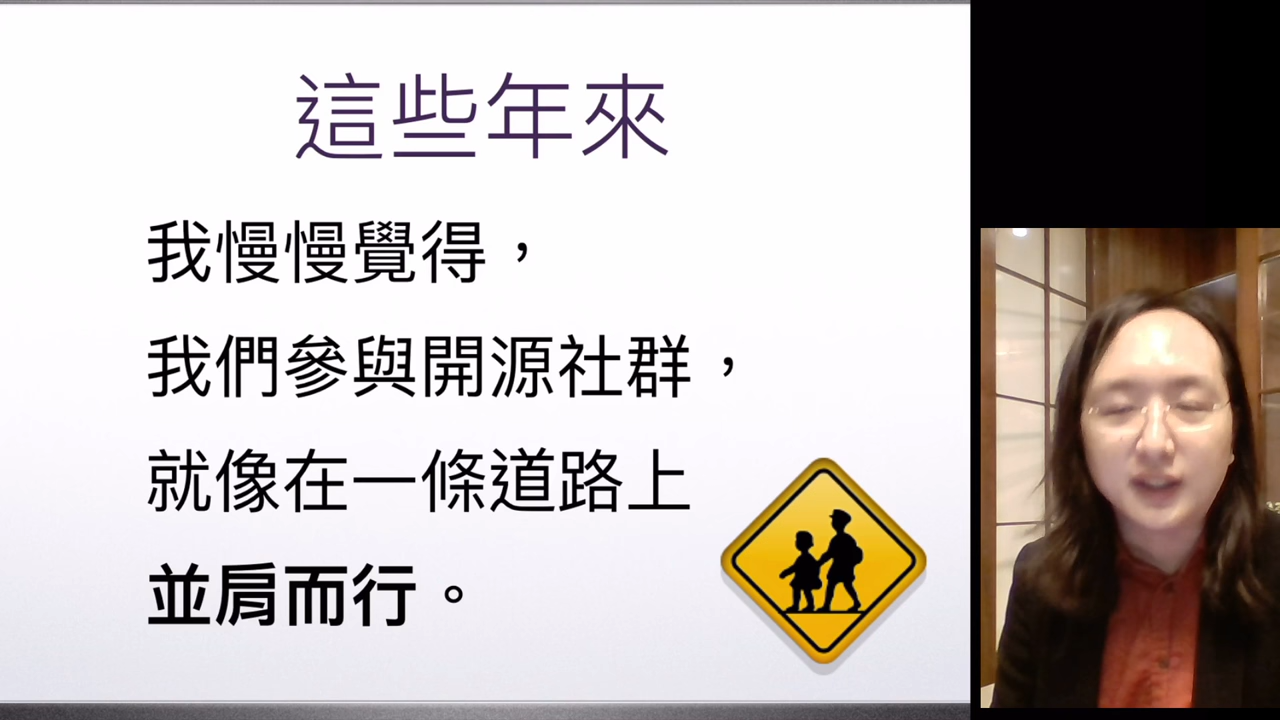 這些年來
我慢慢覺得，
我們參與開源社群，
就像在一條道路上
並肩而行。